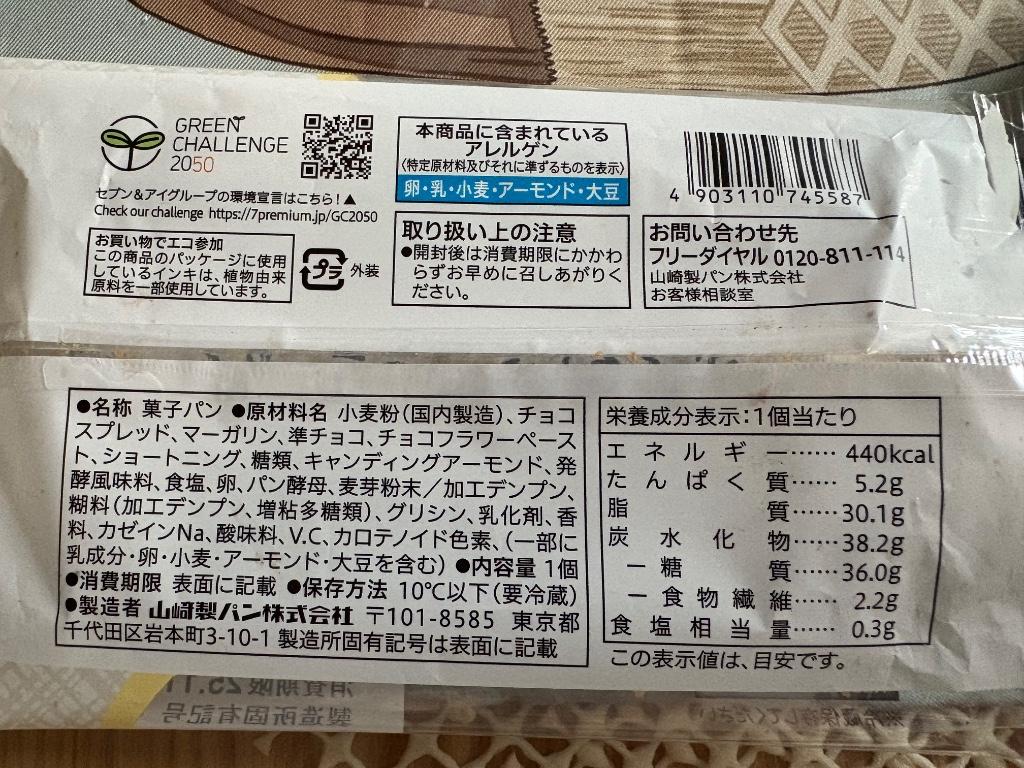 GREEN
CHALLENGE
2050
セブン&アイグループの環境宣言はこちら!▲
Check our challenge https://7premium.jp/GC2050
お買い物でエコ参加
この商品のパッケージに使用
しているインキは、植物由来
原料を一部使用しています。
プラ 外装
本商品に含まれている
アレルゲン
(特定原材料及びそれに準ずるものを表示)
卵・乳・小麦・アーモンド・大豆
取り扱い上の注意
●開封後は消費期限にかかわ
らずお早めに召しあがりく
ださい。
4 903110 745587
お問い合わせ先
フリーダイヤル 0120-811-114
山崎製パン株式会社
お客様相談室
●名称 菓子パン ●原材料名 小麦粉(国内製造)、チョコ
スプレッド、マーガリン、準チョコ、チョコフラワーペース
ト、ショートニング、糖類、キャンディングアーモンド、発
酵風味料、食塩、卵、パン酵母、麦芽粉末/加工デンプン、
糊料(加工デンプン、増粘多糖類)、グリシン、乳化剤、香
料、カゼインNa、酸味料、V.C、カロテノイド色素、(一部に
乳成分・卵・小麦・アーモンド・大豆を含む) ●内容量 1個
●消費期限 表面に記載 ●保存方法 10℃以下(要冷蔵)
●製造者 山崎製パン株式会社 〒101-8585 東京都
千代田区岩本町3-10-1 製造所固有記号は表面に記載
栄養成分表示:1個当たり
エネルギー…… 440kcal
たんぱく質…… 5.2g
脂質…… 30.1g
炭水化物…… 38.2g
ー糖質…… 36.0g
ー食物繊維…… 2.2g
食塩相当量…… 0.3g
この表示値は、目安です。
消費期限 25.11
製造所固有記号